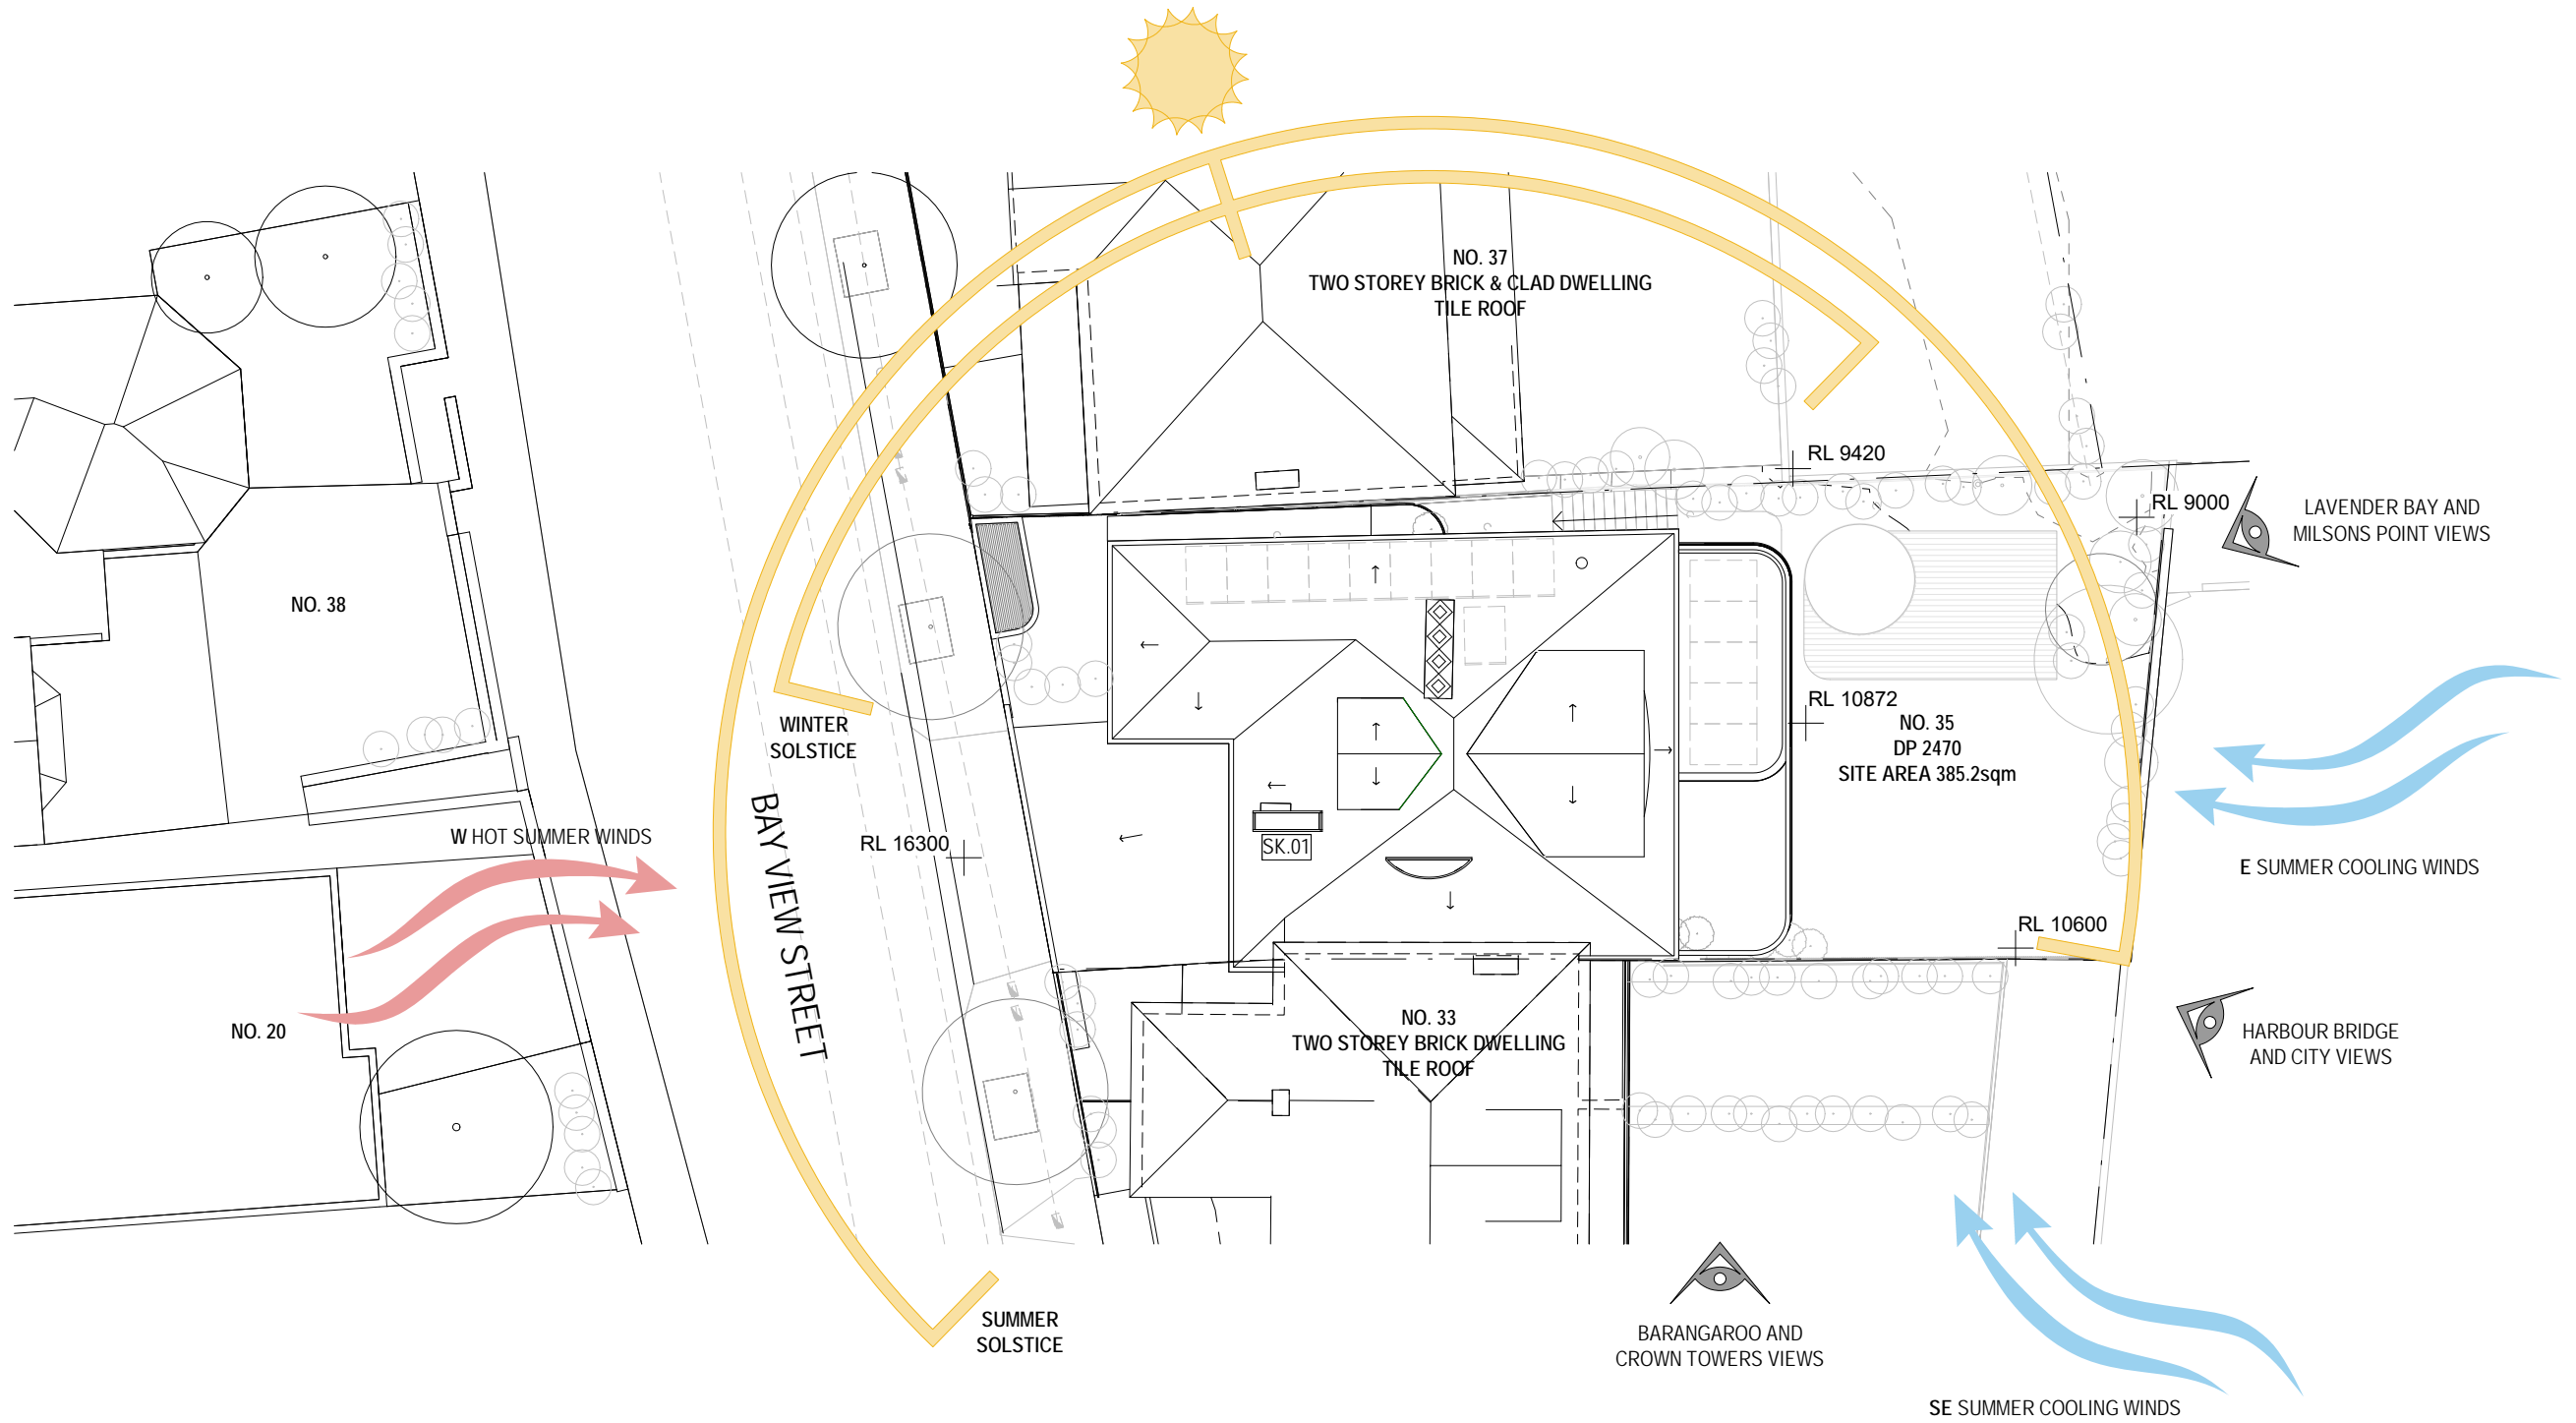 NO. 37
TWO STOREY BRICK & CLAD DWELLING
TILE ROOF
RL 9420
RL 9000
LAVENDER BAY AND
MILSONS POINT VIEWS
NO. 38
RL 10872
NO. 35
DP 2470
SITE AREA 385.2sqm
WINTER
SOLSTICE
BAY VIEW STREET
W HOT SUMMER WINDS
RL 16300
SK.01
E SUMMER COOLING WINDS
RL 10600
NO. 20
NO. 33
TWO STOREY BRICK DWELLING
TILE ROOF
HARBOUR BRIDGE
AND CITY VIEWS
SUMMER
SOLSTICE
BARANGAROO AND
CROWN TOWERS VIEWS
SE SUMMER COOLING WINDS